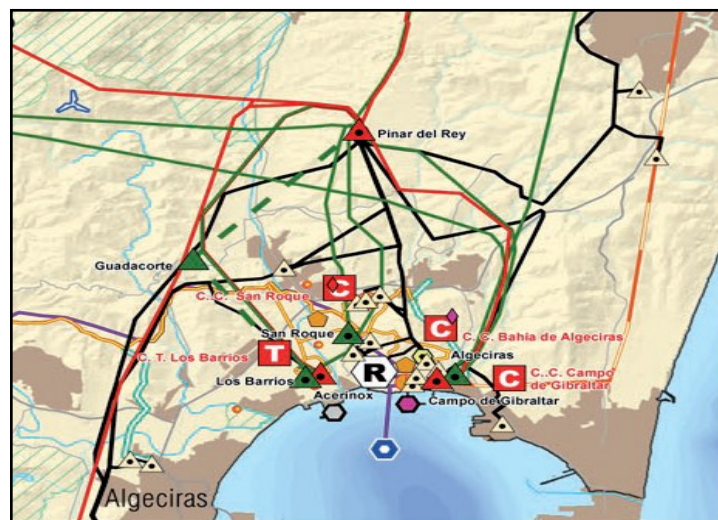 Pinar del Rey
Guadacorte
C
C..C. San Roque
C
San Roque
C. C. Bahía de Algeciras
T
C. T. Los Barrios
Algeciras
R
C
C..C. Campo
de Gibraltar
Los Barrios
Acerinox
Campo de Gibraltar
Algeciras